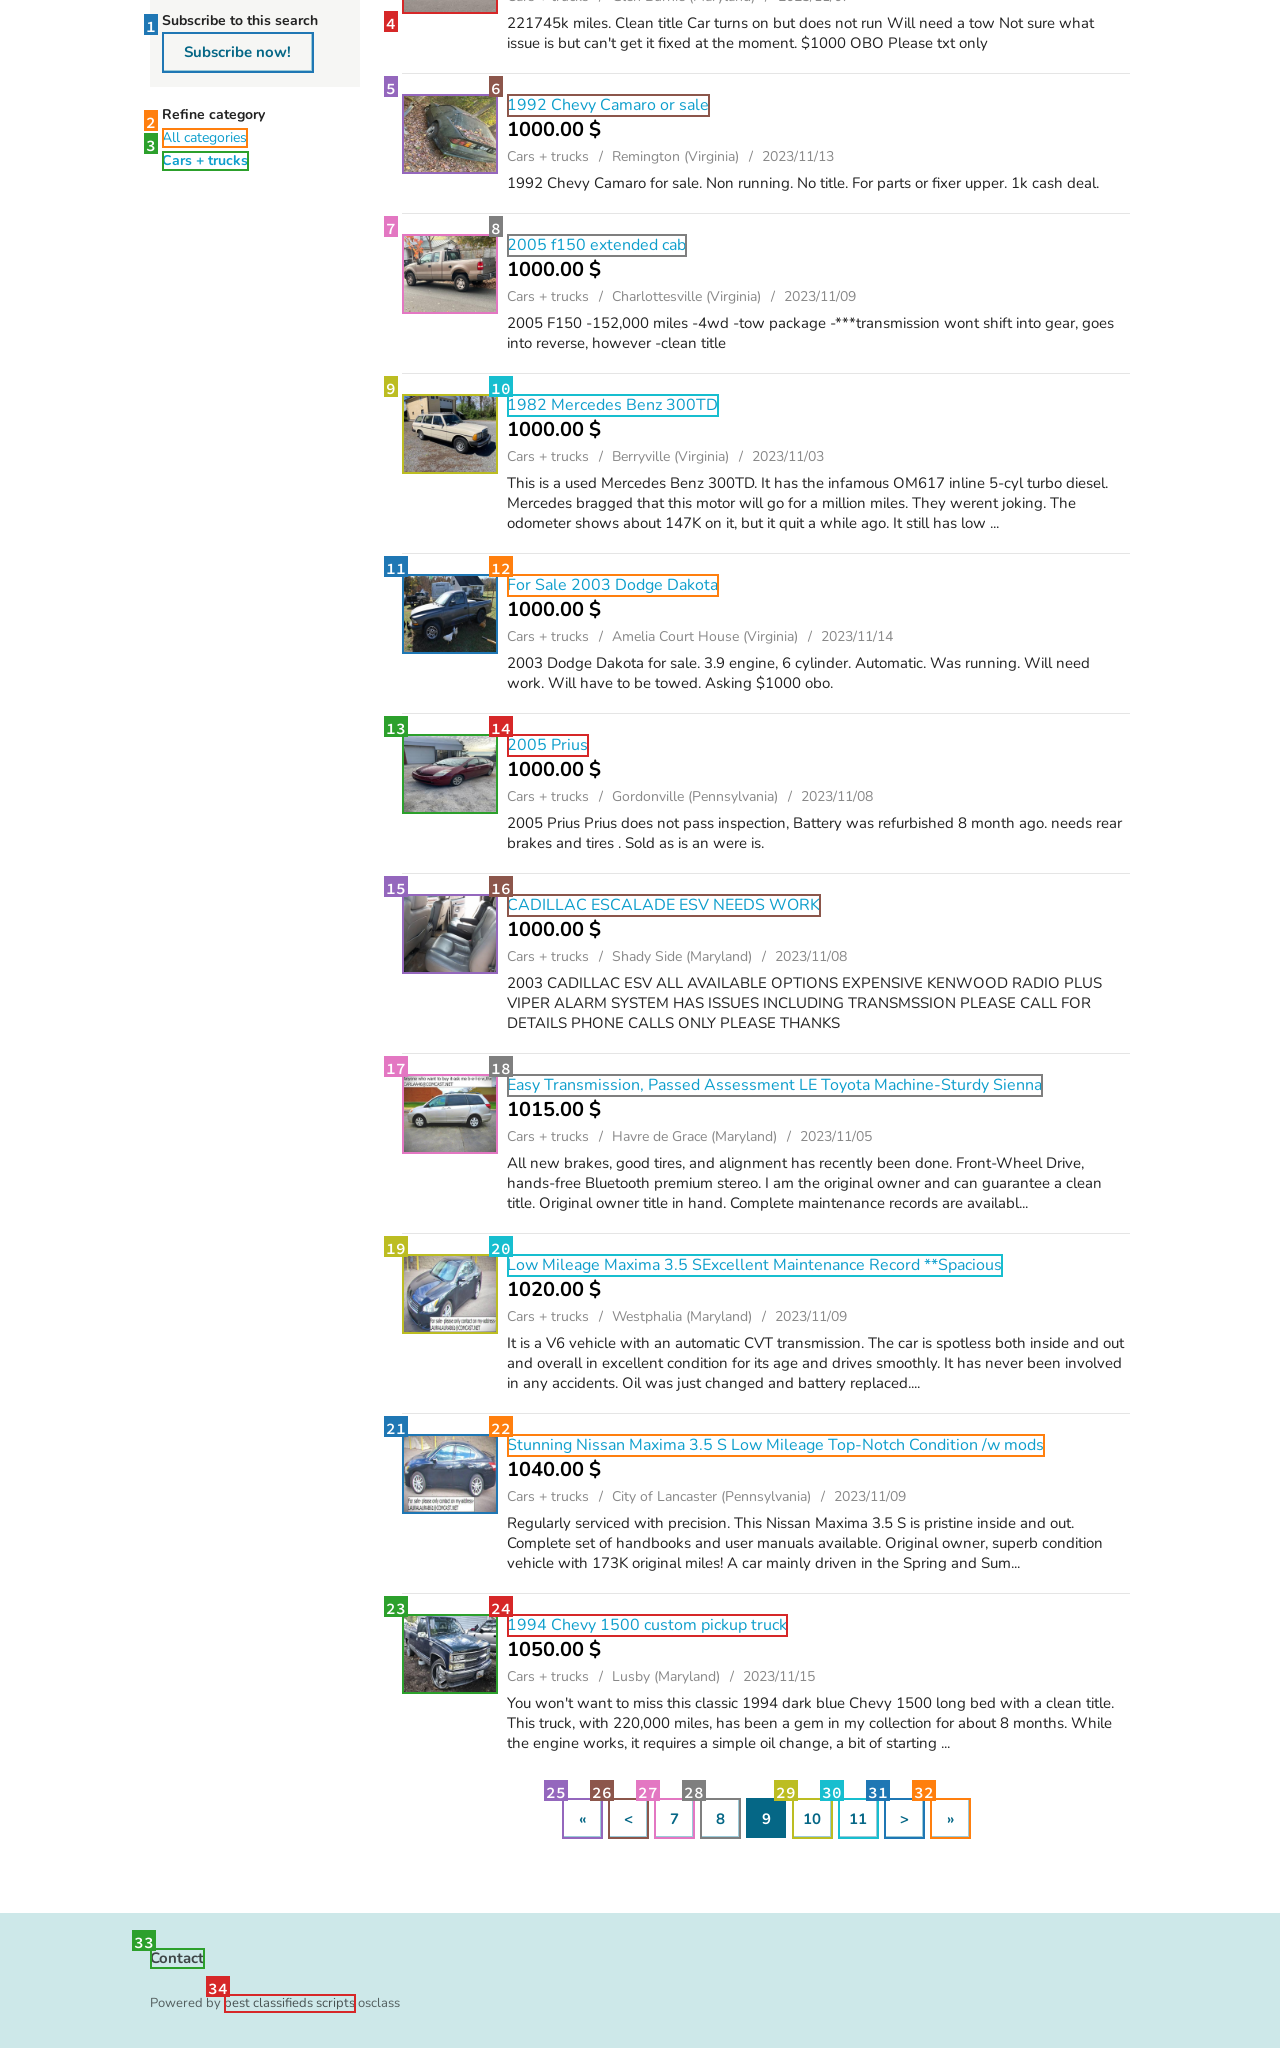 Subscribe to this search
1
Subscribe now!
Refine category
2
All categories
3
Cars + trucks
4
221745k miles. Clean title Car turns on but does not run Will need a tow Not sure what
issue is but can't get it fixed at the moment. $1000 OBO Please txt only
5
6
1992 Chevy Camaro or sale
1000.00 $
Cars + trucks / Remington (Virginia) / 2023/11/13
1992 Chevy Camaro for sale. Non running. No title. For parts or fixer upper. 1k cash deal.
7
8
2005 f150 extended cab
1000.00 $
Cars + trucks / Charlottesville (Virginia) / 2023/11/09
2005 F150 -152,000 miles -4wd -tow package -***transmission wont shift into gear, goes
into reverse, however -clean title
9
10
1982 Mercedes Benz 300TD
1000.00 $
Cars + trucks / Berryville (Virginia) / 2023/11/03
This is a used Mercedes Benz 300TD. It has the infamous OM617 inline 5-cyl turbo diesel.
Mercedes bragged that this motor will go for a million miles. They werent joking. The
odometer shows about 147K on it, but it quit a while ago. It still has low ...
11
12
For Sale 2003 Dodge Dakota
1000.00 $
Cars + trucks / Amelia Court House (Virginia) / 2023/11/14
2003 Dodge Dakota for sale. 3.9 engine, 6 cylinder. Automatic. Was running. Will need
work. Will have to be towed. Asking $1000 obo.
13
14
2005 Prius
1000.00 $
Cars + trucks / Gordonville (Pennsylvania) / 2023/11/08
2005 Prius Prius does not pass inspection, Battery was refurbished 8 month ago. needs rear
brakes and tires . Sold as is an were is.
15
16
CADILLAC ESCALADE ESV NEEDS WORK
1000.00 $
Cars + trucks / Shady Side (Maryland) / 2023/11/08
2003 CADILLAC ESV ALL AVAILABLE OPTIONS EXPENSIVE KENWOOD RADIO PLUS
VIPER ALARM SYSTEM HAS ISSUES INCLUDING TRANSMSSION PLEASE CALL FOR
DETAILS PHONE CALLS ONLY PLEASE THANKS
17
18
Easy Transmission, Passed Assessment LE Toyota Machine-Sturdy Sienna
1015.00 $
Cars + trucks / Havre de Grace (Maryland) / 2023/11/05
All new brakes, good tires, and alignment has recently been done. Front-Wheel Drive,
hands-free Bluetooth premium stereo. I am the original owner and can guarantee a clean
title. Original owner title in hand. Complete maintenance records are availabl...
19
20
Low Mileage Maxima 3.5 SExcellent Maintenance Record **Spacious
1020.00 $
Cars + trucks / Westphalia (Maryland) / 2023/11/09
It is a V6 vehicle with an automatic CVT transmission. The car is spotless both inside and out
and overall in excellent condition for its age and drives smoothly. It has never been involved
in any accidents. Oil was just changed and battery replaced....
21
22
Stunning Nissan Maxima 3.5 S Low Mileage Top-Notch Condition /w mods
1040.00 $
Cars + trucks / City of Lancaster (Pennsylvania) / 2023/11/09
Regularly serviced with precision. This Nissan Maxima 3.5 S is pristine inside and out.
Complete set of handbooks and user manuals available. Original owner, superb condition
vehicle with 173K original miles! A car mainly driven in the Spring and Sum...
23
24
1994 Chevy 1500 custom pickup truck
1050.00 $
Cars + trucks / Lusby (Maryland) / 2023/11/15
You won't want to miss this classic 1994 dark blue Chevy 1500 long bed with a clean title.
This truck, with 220,000 miles, has been a gem in my collection for about 8 months. While
the engine works, it requires a simple oil change, a bit of starting ...
25 26 27 28 29 30 31 32
« < 7 8 9 10 11 > »
33
Contact
34
Powered by best classifieds scripts osclass